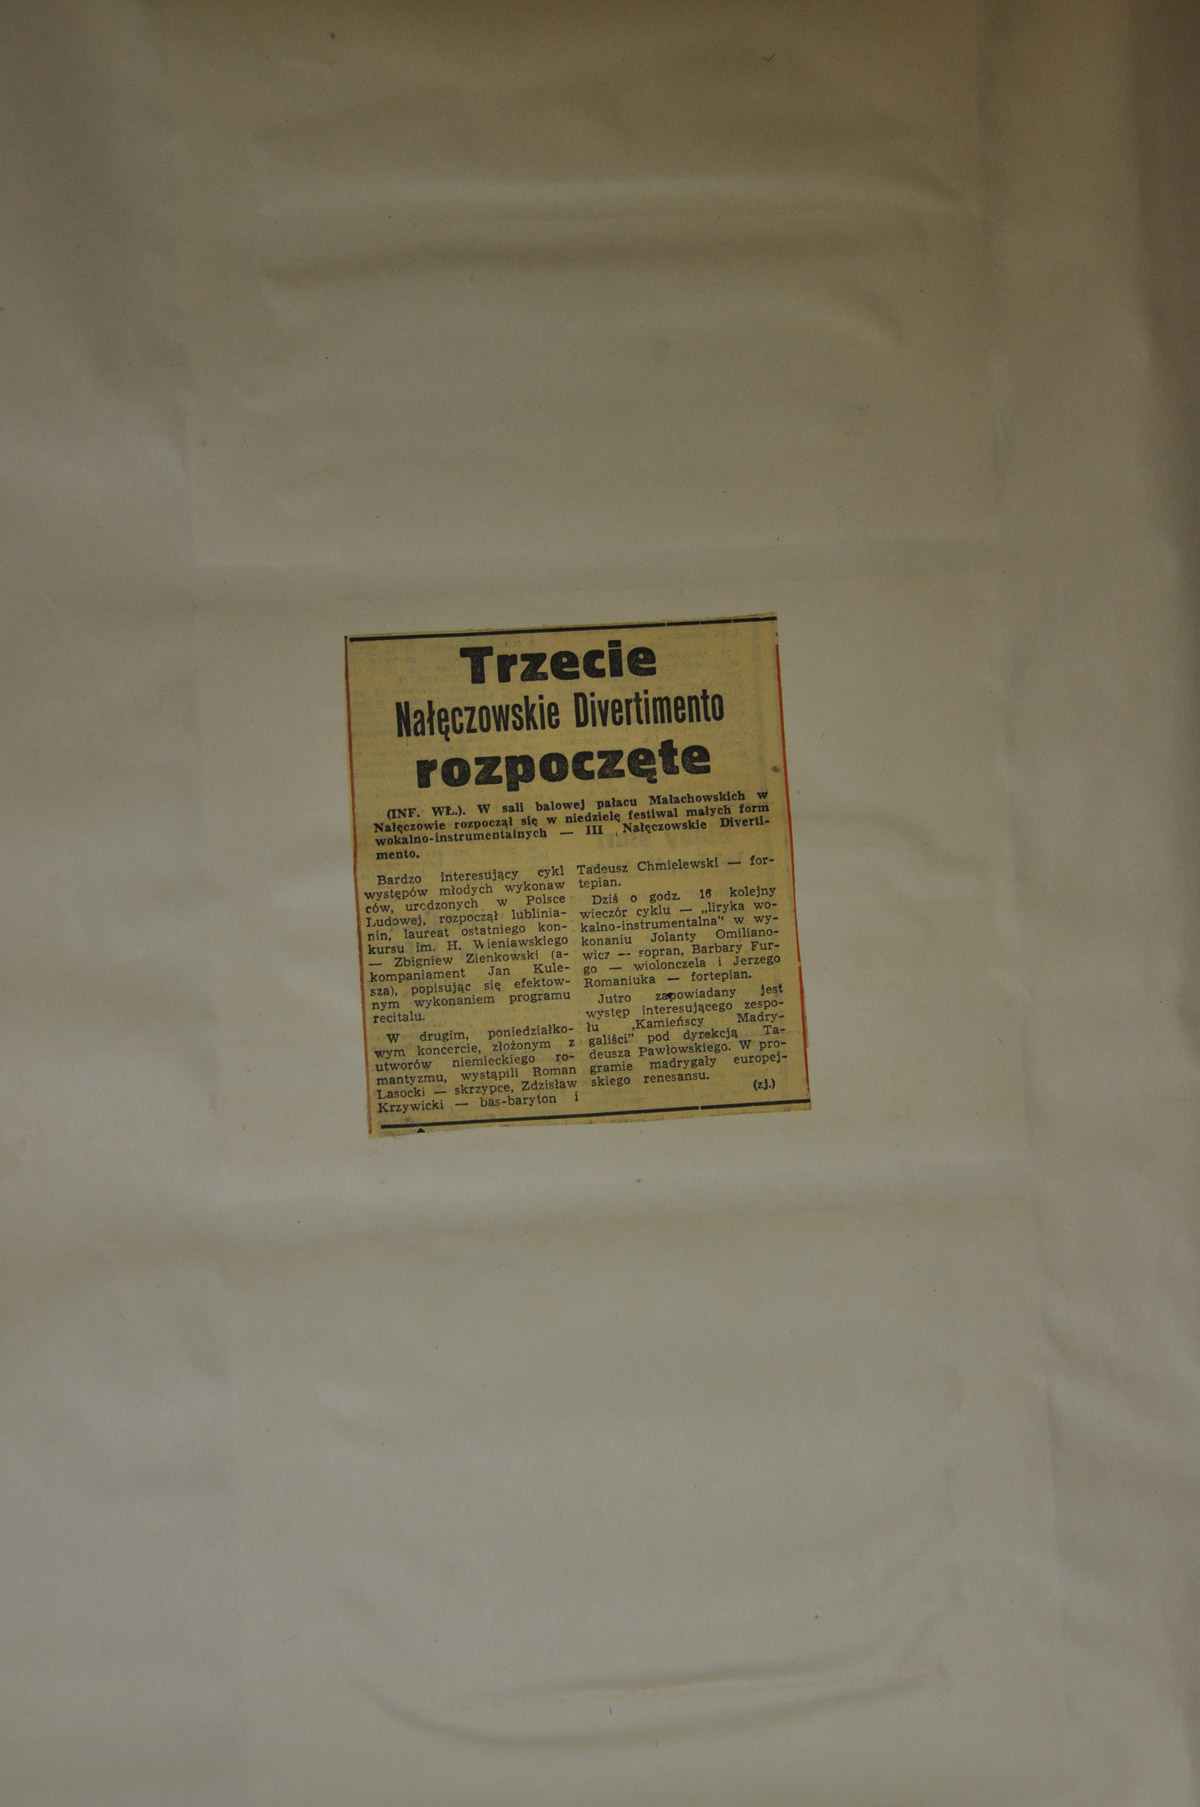 Trzecie
Nałęczowskie Divertimento
rozpoczęte
(INF. WŁ.). W sali balowej pałacu Małachowskich w
Nałęczowie rozpoczął się w niedzielę festiwal małych form
wokalno-instrumentalnych — III Nałęczowskie Diverti-
mento.
Bardzo interesujący cykl
występów młodych wykonaw
ców, urodzonych w Polsce
Ludowej, rozpoczął lublinia-
nin, laureat ostatniego kon-
kursu im. H. Wieniawskiego
— Zbigniew Zienkowski (a-
kompaniament Jan Kule-
sza), popisując się efektow-
nym wykonaniem programu
recitalu.
W drugim, poniedziałko-
wym koncercie, złożonym z
utworów niemieckiego ro-
mantyzmu, wystąpili Roman
Lasocki — skrzypce, Zdzisław
Krzywicki — bas-baryton i
Tadeusz Chmielewski — for-
tepian.
Dziś o godz. 16 kolejny
wieczór cyklu — „liryka wo-
kalno-instrumentalna" w wy-
konaniu Jolanty Omiliano-
wicz — sopran, Barbary Fur-
go — wiolonczela i Jerzego
Romaniuka — fortepian.
Jutro zapowiadany jest
występ interesującego zespo-
łu „Kamieńscy Madry-
galiści" pod dyrekcją Ta-
deusza Pawłowskiego. W pro-
gramie madrygały europej-
skiego renesansu.
(zj.)